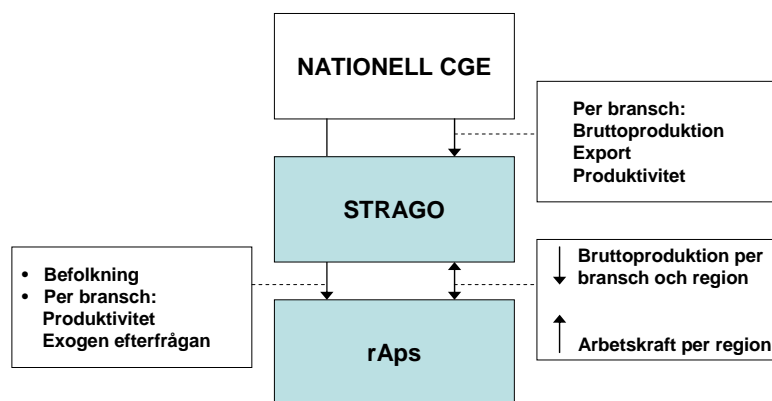 NATIONELL CGE
Per bransch:
Bruttoproduktion
Export
Produktivitet
STRAGO
• Befolkning
• Per bransch:
Produktivitet
Exogen efterfrågan
Bruttoproduktion per
bransch och region
Arbetskraft per region
rAps